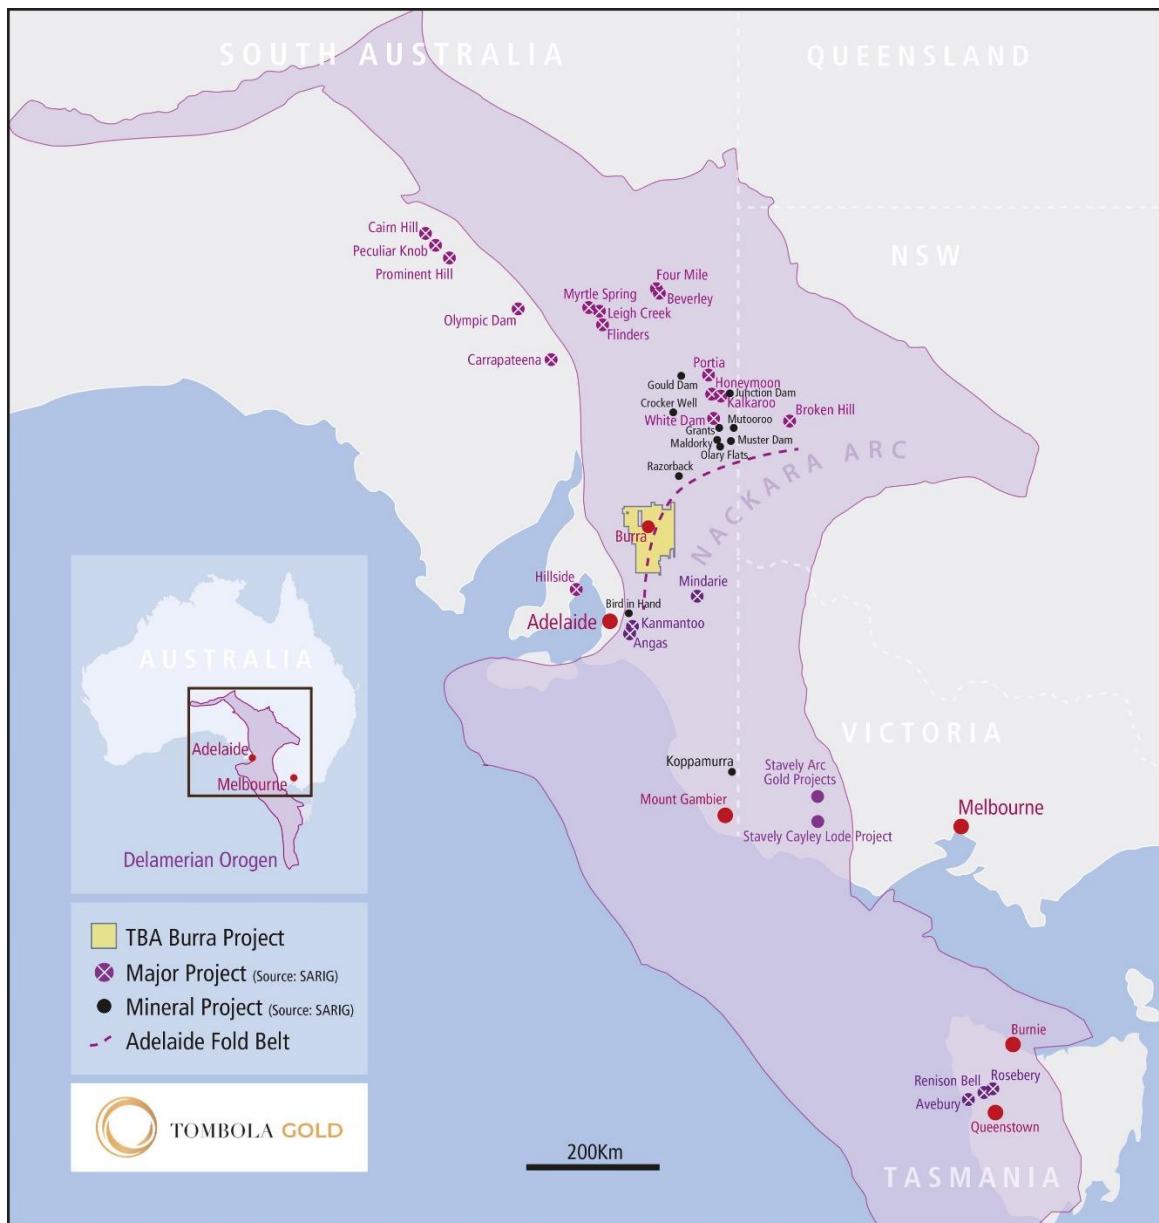 SOUTH AUSTRALIA
QUEENSLAND
NSW
Cairn Hill
Peculiar Knob
Prominent Hill
Four Mile
Beverley
Myrtle Spring
Leigh Creek
Flinders
Olympic Dam
Carrapateena
Portia
Gould Dam
Honeymoon
Junction Dam
Kalkaroo
Crocker Well
Broken Hill
White Dam
Mutooroo
Grants
Maldorky
Muster Dam
Olary Flats
Razorback
NACKARA ARC
Burra
Hillside
Mindarie
Bird in Hand
Adelaide
Kanmantoo
Angas
VICTORIA
Koppamurra
Stavely Arc
Gold Projects
Mount Gambier
Stavely Cayley Lode Project
Melbourne
AUSTRALIA
Adelaide
Melbourne
Delamerian Orogen
TBA Burra Project
Major Project (Source: SARIG)
Mineral Project (Source: SARIG)
Adelaide Fold Belt
TOMBOLA GOLD
200Km
Burnie
Renison Bell
Rosebery
Avebury
Queenstown
TASMANIA